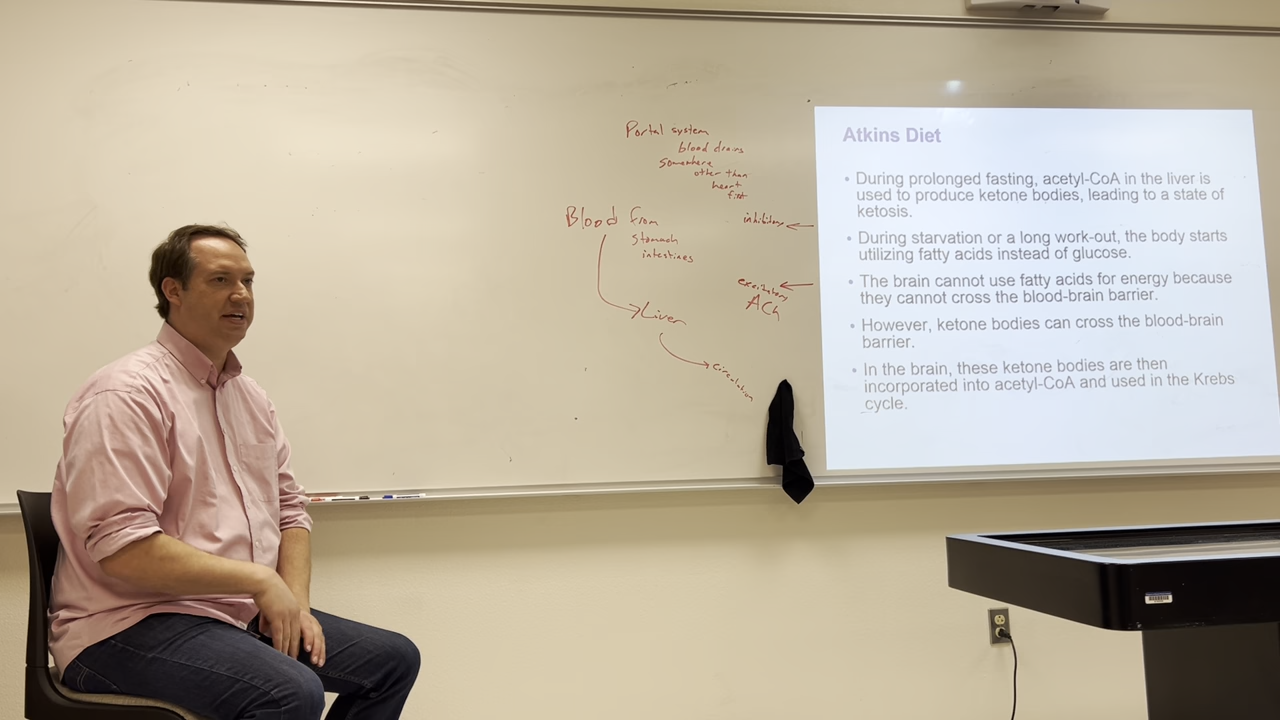 Portal system
blood drains
somewhere
other than
heart
first
Blood from
stomach
intestines
Liver
circulation
inhibitory
excitatory
ACh
Atkins Diet
• During prolonged fasting, acetyl-CoA in the liver is
used to produce ketone bodies, leading to a state of
ketosis.
• During starvation or a long work-out, the body starts
utilizing fatty acids instead of glucose.
• The brain cannot use fatty acids for energy because
they cannot cross the blood-brain barrier.
• However, ketone bodies can cross the blood-brain
barrier.
• In the brain, these ketone bodies are then
incorporated into acetyl-CoA and used in the Krebs
cycle.